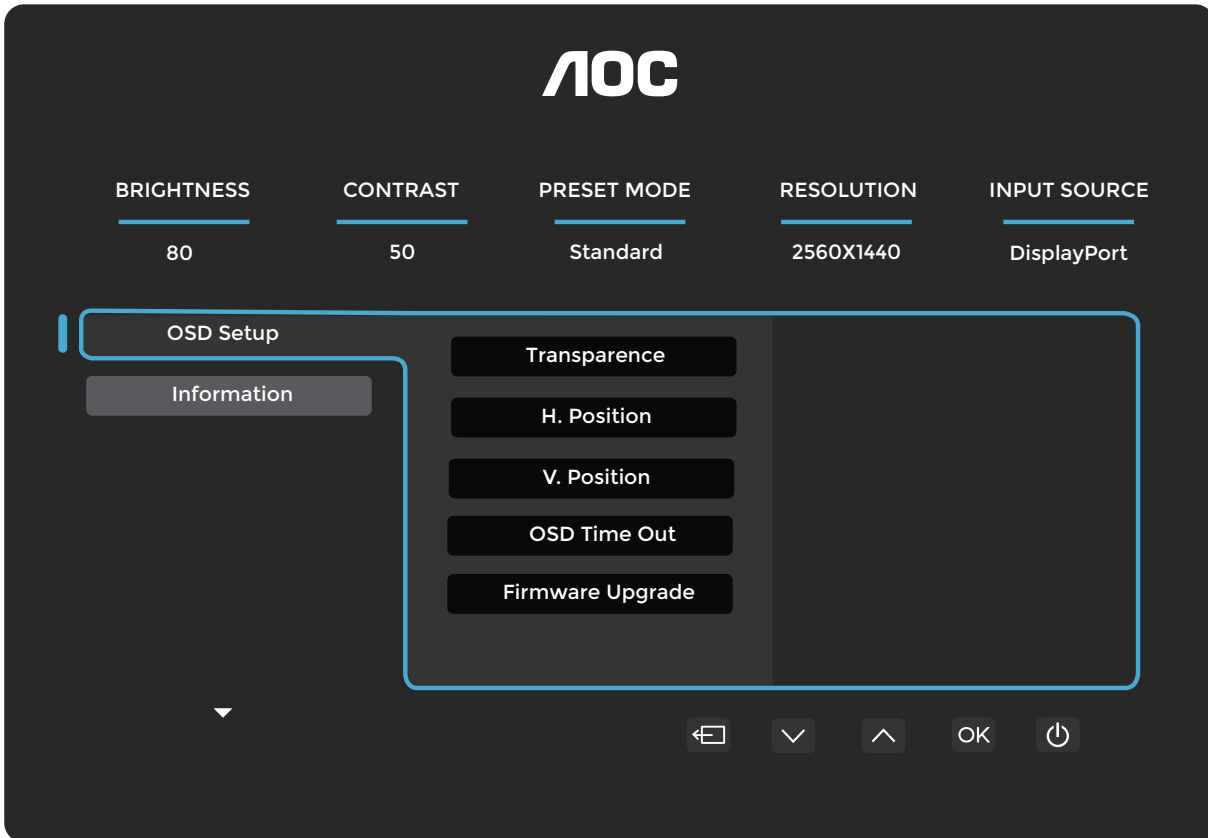 AOC
BRIGHTNESS CONTRAST PRESET MODE RESOLUTION INPUT SOURCE
80 50 Standard 2560X1440 DisplayPort
OSD Setup
Transparence
Information
H. Position
V. Position
OSD Time Out
Firmware Upgrade
OK